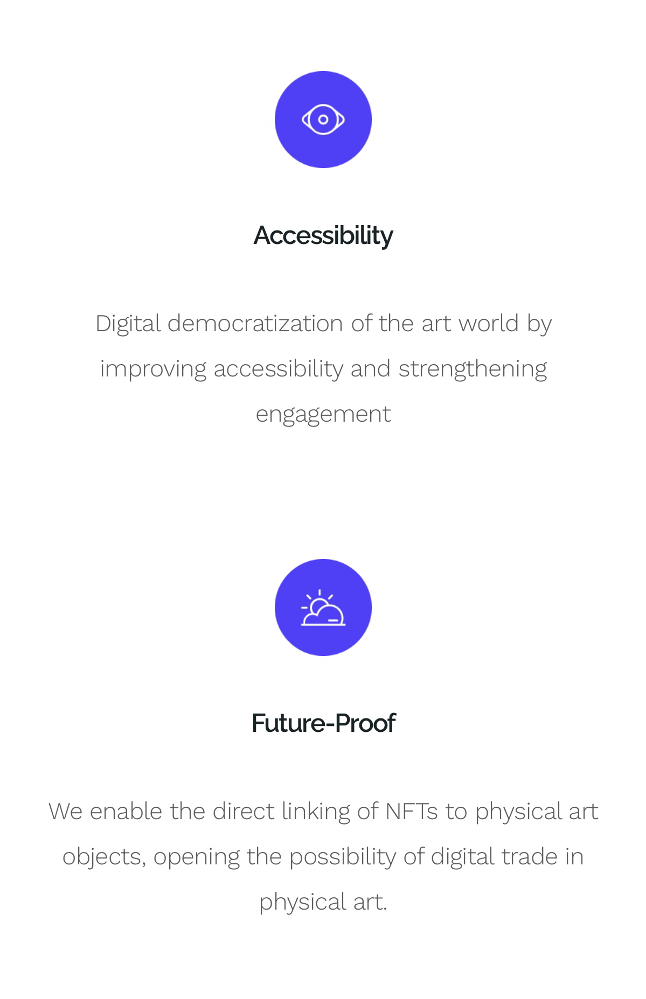 Accessibility
Digital democratization of the art world by
improving accessibility and strengthening
engagement
Future-Proof
We enable the direct linking of NFTs to physical art
objects, opening the possibility of digital trade in
physical art.